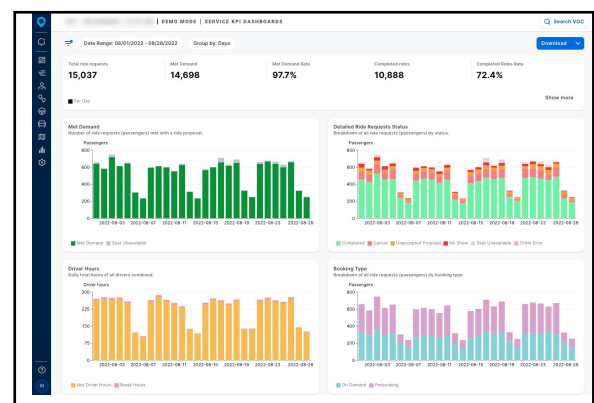 | DEMO MODE | SERVICE KPI DASHBOARDS
Search VOC
Date Range: 08/01/2022 - 08/28/2022
Group by: Days
Download
Total ride requests
Met Demand
Met Demand Rate
Completed rides
Completed Rides Rate
15,037
14,698
97.7%
10,888
72.4%
Per Day
Show more
Met Demand
Number of ride requests (passengers) met with a ride proposal.
Passengers
800
600
400
200
0
2022-08-03 2022-08-07 2022-08-11 2022-08-15 2022-08-19 2022-08-23 2022-08-28
Met Demand Seat Unavailable
Detailed Ride Requests Status
Breakdown of all ride requests (passengers) by status.
Passengers
800
600
400
200
0
2022-08-03 2022-08-07 2022-08-11 2022-08-15 2022-08-19 2022-08-23 2022-08-28
Completed Cancel Unaccepted Proposal No Show Seat Unavailable Other Error
Driver Hours
Daily total hours of all drivers combined.
Driver hours
300
225
150
75
0
2022-08-03 2022-08-07 2022-08-11 2022-08-15 2022-08-19 2022-08-23 2022-08-28
Net Driver Hours Break Hours
Booking Type
Breakdown of all ride requests (passengers) by booking type.
Passengers
800
600
400
200
0
2022-08-03 2022-08-07 2022-08-11 2022-08-15 2022-08-19 2022-08-23 2022-08-28
On Demand Prebooking